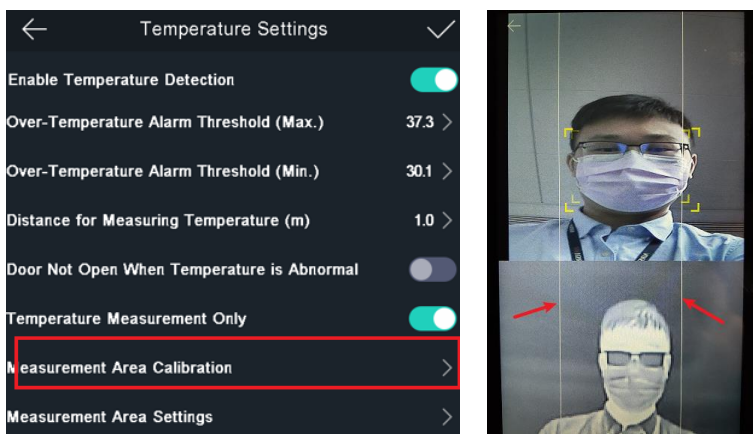 Temperature Settings
Enable Temperature Detection
Over-Temperature Alarm Threshold (Max.) 37.3
Over-Temperature Alarm Threshold (Min.) 30.1
Distance for Measuring Temperature (m) 1.0
Door Not Open When Temperature is Abnormal
Temperature Measurement Only
Measurement Area Calibration
Measurement Area Settings